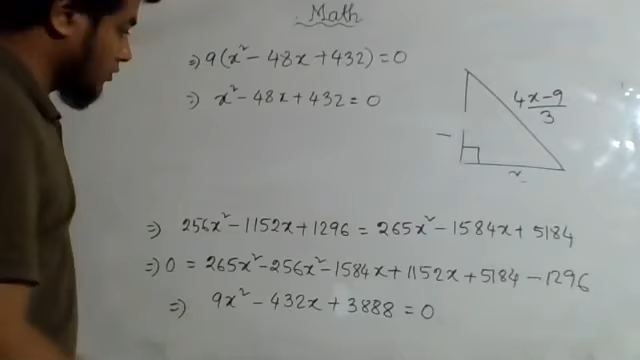 Math
⇒ 9(x² - 48x + 432) = 0
⇒ x² - 48x + 432 = 0
4x-9/3
x
⇒ 256x² - 1152x + 1296 = 265x² - 1584x + 5184
⇒ 0 = 265x² - 256x² - 1584x + 1152x + 5184 - 1296
⇒ 9x² - 432x + 3888 = 0